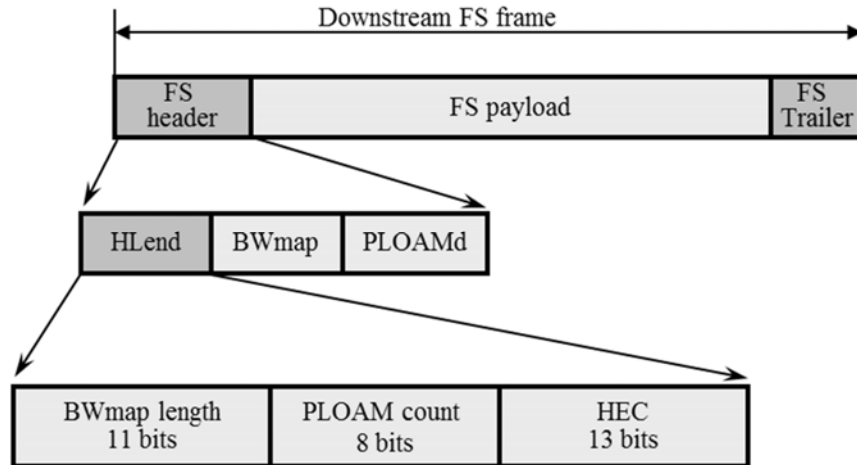 Downstream FS frame
FS
header
FS payload
FS
Trailer
HLend
BWmap
PLOAMd
BWmap length
11 bits
PLOAM count
8 bits
HEC
13 bits